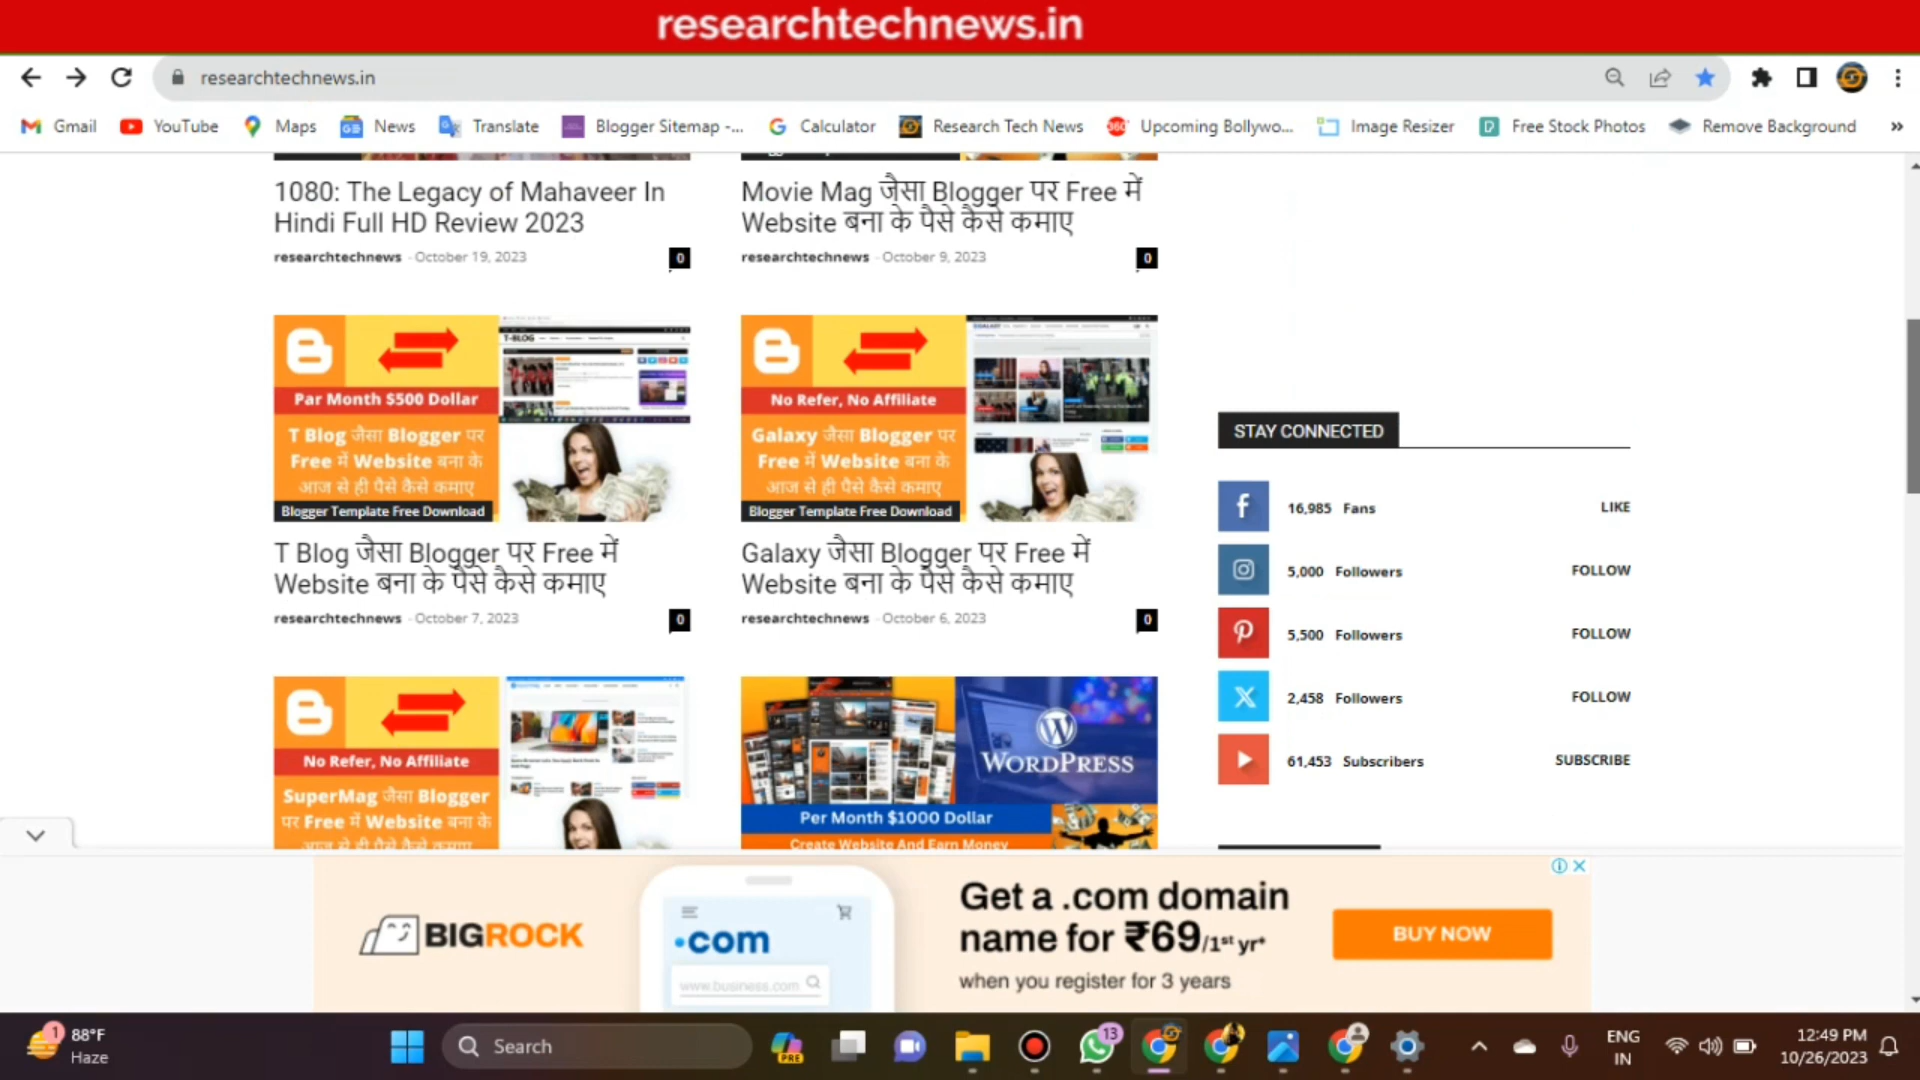 researchtechnews.in
researchtechnews.in
Gmail YouTube Maps News Translate Blogger Sitemap -... Calculator Research Tech News Upcoming Bollywo... Image Resizer Free Stock Photos Remove Background »
1080: The Legacy of Mahaveer In
Hindi Full HD Review 2023
researchtechnews - October 19, 2023 0
Movie Mag जैसा Blogger पर Free में
Website बना के पैसे कैसे कमाए
researchtechnews - October 9, 2023 0
T-BLOG
Par Month $500 Dollar
T Blog जैसा Blogger पर
Free में Website बना के
आज से ही पैसे कैसे कमाए
Blogger Template Free Download
T Blog जैसा Blogger पर Free में
Website बना के पैसे कैसे कमाए
researchtechnews - October 7, 2023 0
No Refer, No Affiliate
Galaxy जैसा Blogger पर
Free में Website बना के
आज से ही पैसे कैसे कमाए
Blogger Template Free Download
Galaxy जैसा Blogger पर Free में
Website बना के पैसे कैसे कमाए
researchtechnews - October 6, 2023 0
No Refer, No Affiliate
SuperMag जैसा Blogger
पर Free में Website बना के
आज से ही पैसे कैसे कमाए
WORDPRESS
Per Month $1000 Dollar
Create Website And Earn Money
STAY CONNECTED
16,985 Fans LIKE
5,000 Followers FOLLOW
5,500 Followers FOLLOW
2,458 Followers FOLLOW
61,453 Subscribers SUBSCRIBE
BIGROCK
.com
www.business.com
Get a .com domain
name for ₹69/1st yr*
when you register for 3 years
BUY NOW
1
88°F
Haze
Search
PRE
13
ENG
IN
12:49 PM
10/26/2023